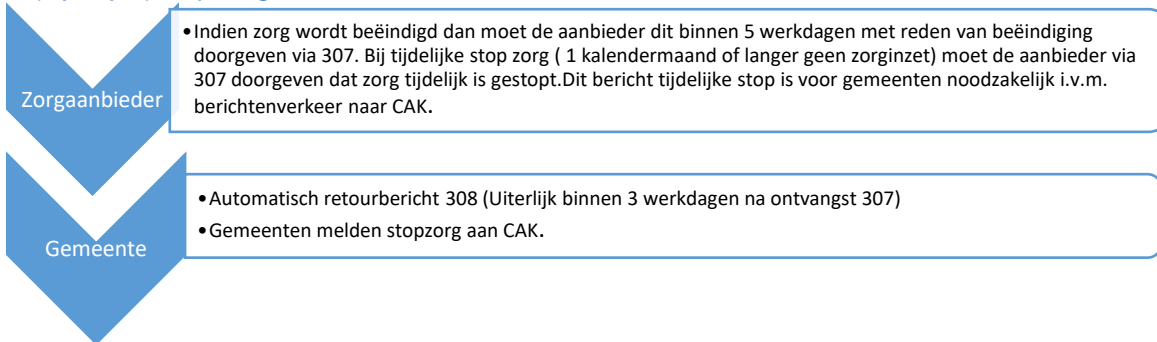 •Indien zorg wordt beëindigd dan moet de aanbieder dit binnen 5 werkdagen met reden van beëindiging
doorgeven via 307. Bij tijdelijke stop zorg ( 1 kalendermaand of langer geen zorginzet) moet de aanbieder via
307 doorgeven dat zorg tijdelijk is gestopt.Dit bericht tijdelijke stop is voor gemeenten noodzakelijk i.v.m.
berichtenverkeer naar CAK.
Zorgaanbieder
•Automatisch retourbericht 308 (Uiterlijk binnen 3 werkdagen na ontvangst 307)
•Gemeenten melden stopzorg aan CAK.
Gemeente